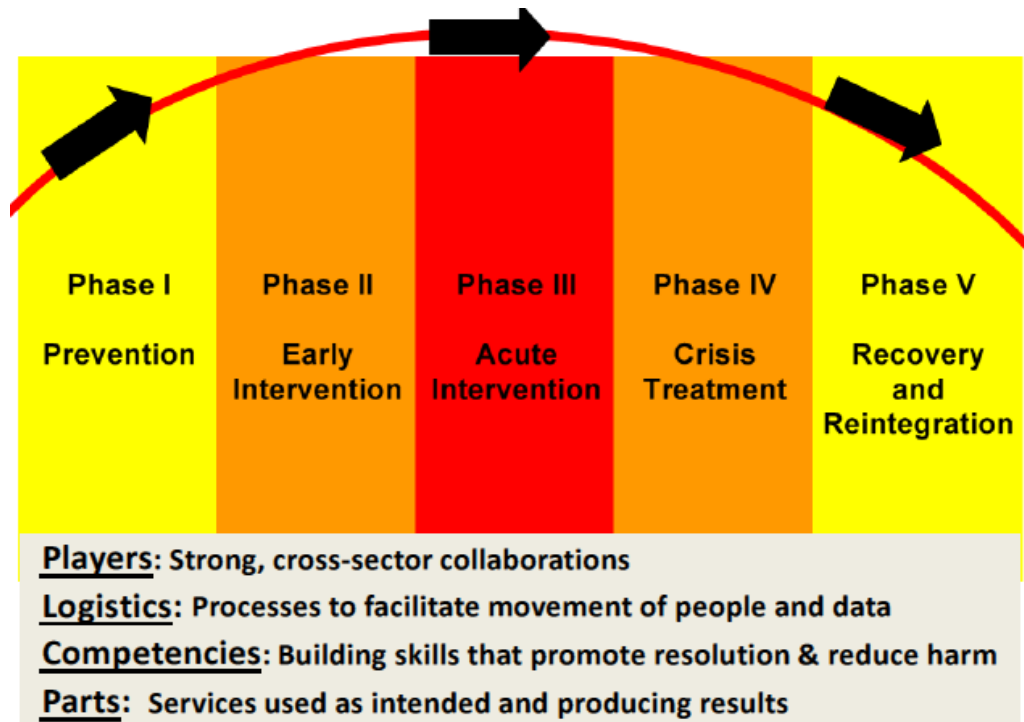 Phase I
Prevention
Phase II
Early
Intervention
Phase III
Acute
Intervention
Phase IV
Crisis
Treatment
Phase V
Recovery
and
Reintegration
Players: Strong, cross-sector collaborations
Logistics: Processes to facilitate movement of people and data
Competencies: Building skills that promote resolution & reduce harm
Parts: Services used as intended and producing results